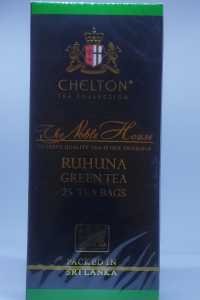 CHELTON®
TEA COLLECTION
The Noble House
RUHUNA
GREEN TEA
25 TEA BAGS
PACKED IN
SRI LANKA